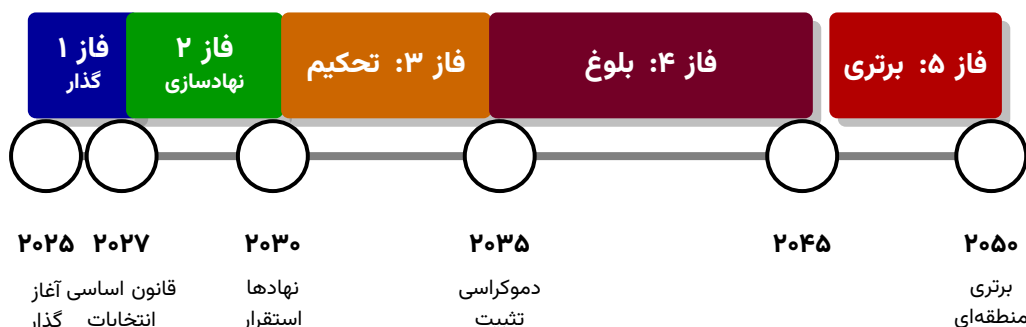 فاز ۱
گذار
فاز ۲
نهادسازی
فاز ۳: تحکیم
فاز ۴: بلوغ
فاز ۵: برتری
۲۰۲۵
۲۰۲۷
۲۰۳۰
۲۰۳۵
۲۰۴۵
۲۰۵۰
آغاز
گذار
قانون اساسی
انتخابات
نهادها
استقرار
دموکراسی
تثبیت
برتری
منطقه‌ای